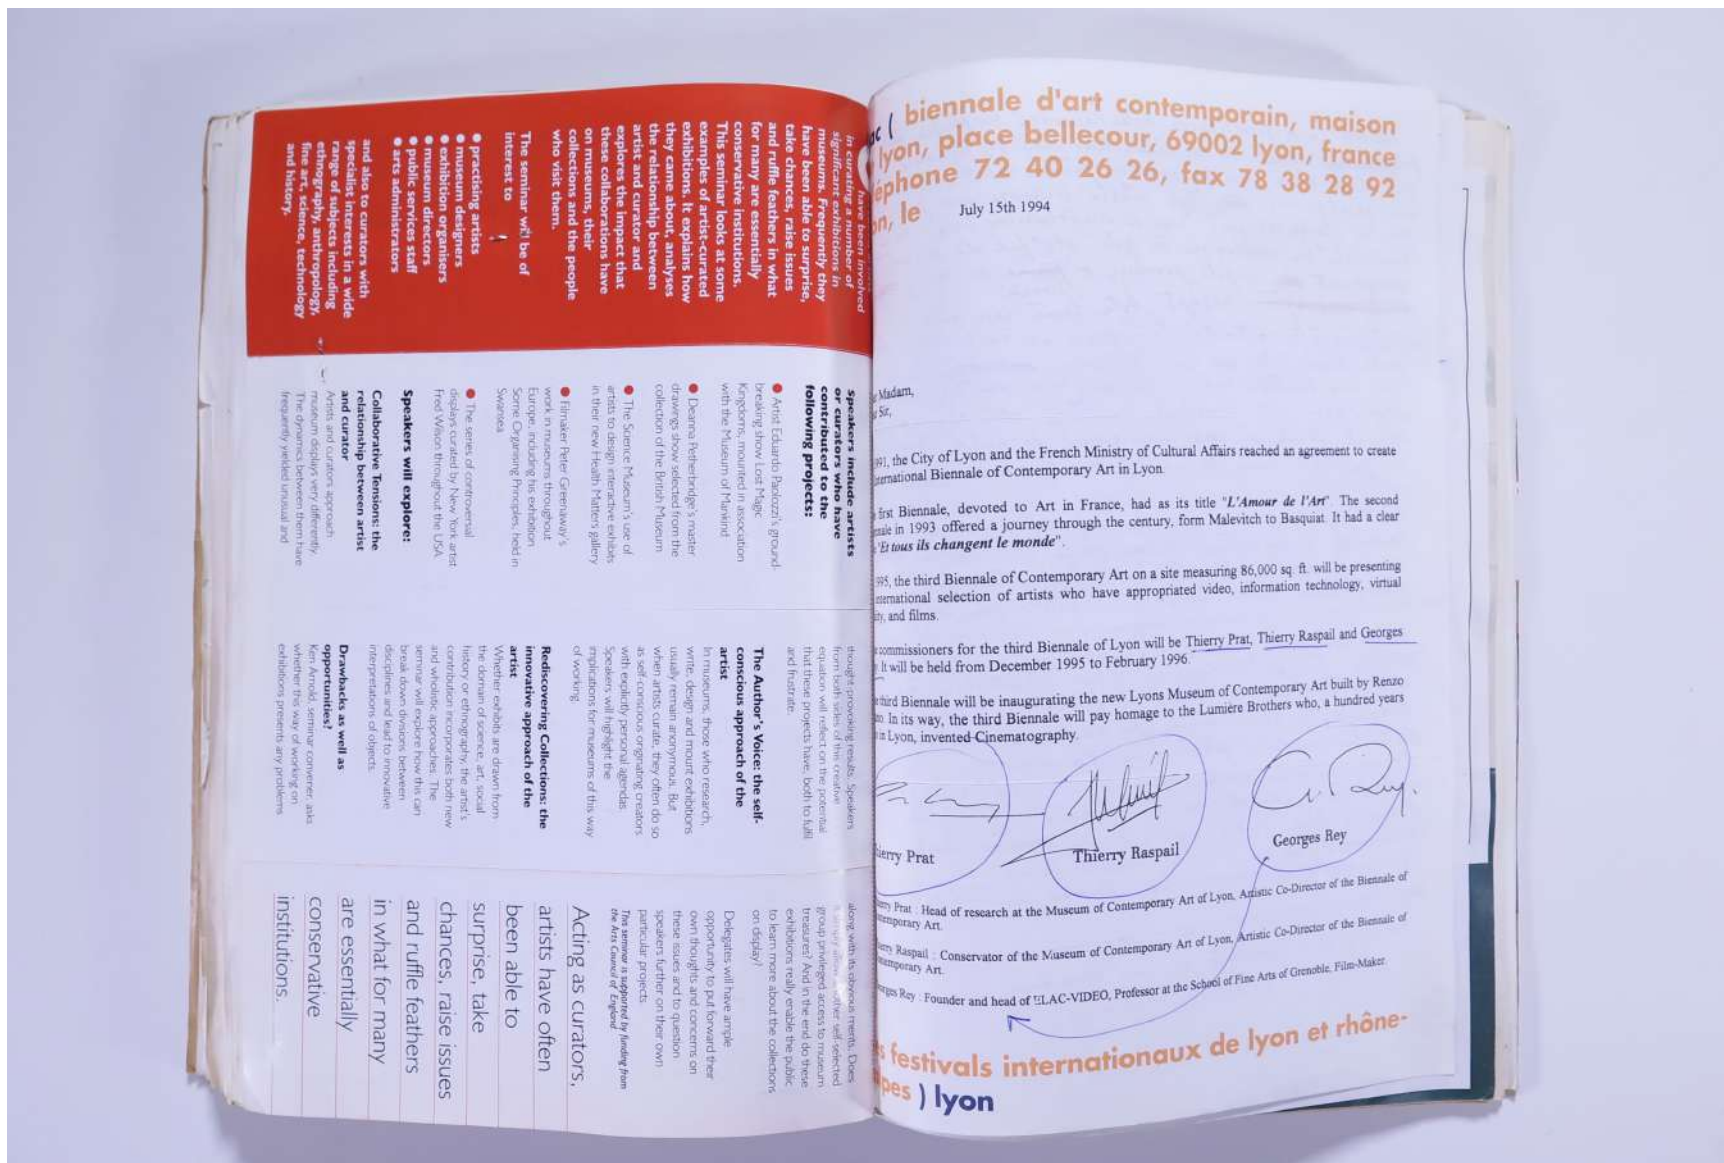 have been involved
in curating a number of
significant exhibitions in
museums. Frequently they
have been able to surprise,
take chances, raise issues
and ruffle feathers in what
for many are essentially
conservative institutions.
This seminar looks at some
examples of artist-curated
exhibitions. It explains how
they came about, analyses
the relationship between
artist and curator and
explores the impact that
these collaborations have
on museums, their
collections and the people
who visit them.
The seminar will be of
interest to
● practising artists
● museum designers
● exhibition organisers
● museum directors
● public services staff
● arts administrators
and also to curators with
specialist interests in a wide
range of subjects including
ethnography, anthropology,
fine art, science, technology
and history.
Speakers include artists
or curators who have
contributed to the
following projects:
● Artist Eduardo Paolozzi's ground-
breaking show Lost Magic
Kingdoms, mounted in association
with the Museum of Mankind
● Deanna Petherbridge's master
drawings show selected from the
collection of the British Museum
● The Science Museum's use of
artists to design interactive exhibits
in their new Health Matters gallery
● Filmaker Peter Greenaway's
work in museums throughout
Europe, including his exhibition
Some Organising Principles, held in
Swansea
● The series of controversial
displays curated by New York artist
Fred Wilson throughout the USA
Speakers will explore:
Collaborative Tensions: the
relationship between artist
and curator
Artists and curators approach
museum displays very differently.
The dynamics between them have
frequently yielded unusual and
thought-provoking results. Speakers
from both sides of this creative
equation will reflect on the potential
that these projects have, both to fulfil
and frustrate.
The Author's Voice: the self-
conscious approach of the
artist
In museums, those who research,
write, design and mount exhibitions
usually remain anonymous. But
when artists curate, they often do so
as self-conscious originating creators
with explicitly personal agendas.
Speakers will highlight the
implications for museums of this way
of working.
Rediscovering Collections: the
innovative approach of the
artist
Whether exhibits are drawn from
the domain of science, art, social
history or ethnography, the artist's
contribution incorporates both new
and wholistic approaches. The
seminar will explore how this can
break down divisions between
disciplines and lead to innovative
interpretations of objects.
Drawbacks as well as
opportunities?
Ken Arnold, seminar convener, asks
whether this way of working on
exhibitions presents any problems
along with its obvious merits. Does
it simply allow another self-selected
group privileged access to museum
treasures? And in the end do these
exhibitions really enable the public
to learn more about the collections
on display?
Delegates will have ample
opportunity to put forward their
own thoughts and concerns on
these issues and to question
speakers further on their own
particular projects
This seminar is supported by funding from
the Arts Council of England
Acting as curators,
artists have often
been able to
surprise, take
chances, raise issues
and ruffle feathers
in what for many
are essentially
conservative
institutions.
ac ( biennale d'art contemporain, maison
lyon, place bellecour, 69002 lyon, france
éphone 72 40 26 26, fax 78 38 28 92
on, le July 15th 1994
Madam,
Sir,
991, the City of Lyon and the French Ministry of Cultural Affairs reached an agreement to create
ternational Biennale of Contemporary Art in Lyon.
first Biennale, devoted to Art in France, had as its title "L'Amour de l'Art". The second
nale in 1993 offered a journey through the century, form Malevitch to Basquiat. It had a clear
"Et tous ils changent le monde".
995, the third Biennale of Contemporary Art on a site measuring 86,000 sq. ft. will be presenting
ternational selection of artists who have appropriated video, information technology, virtual
ity, and films.
commissioners for the third Biennale of Lyon will be Thierry Prat, Thierry Raspail and Georges
It will be held from December 1995 to February 1996.
third Biennale will be inaugurating the new Lyons Museum of Contemporary Art built by Renzo
no. In its way, the third Biennale will pay homage to the Lumière Brothers who, a hundred years
in Lyon, invented Cinematography.
ierry Prat
Thierry Raspail
Georges Rey
erry Prat : Head of research at the Museum of Contemporary Art of Lyon, Artistic Co-Director of the Biennale of
ntemporary Art.
erry Raspail : Conservator of the Museum of Contemporary Art of Lyon, Artistic Co-Director of the Biennale of
ntemporary Art.
orges Rey : Founder and head of ELAC-VIDEO, Professor at the School of Fine Arts of Grenoble, Film-Maker.
s festivals internationaux de lyon et rhône-
pes ) lyon